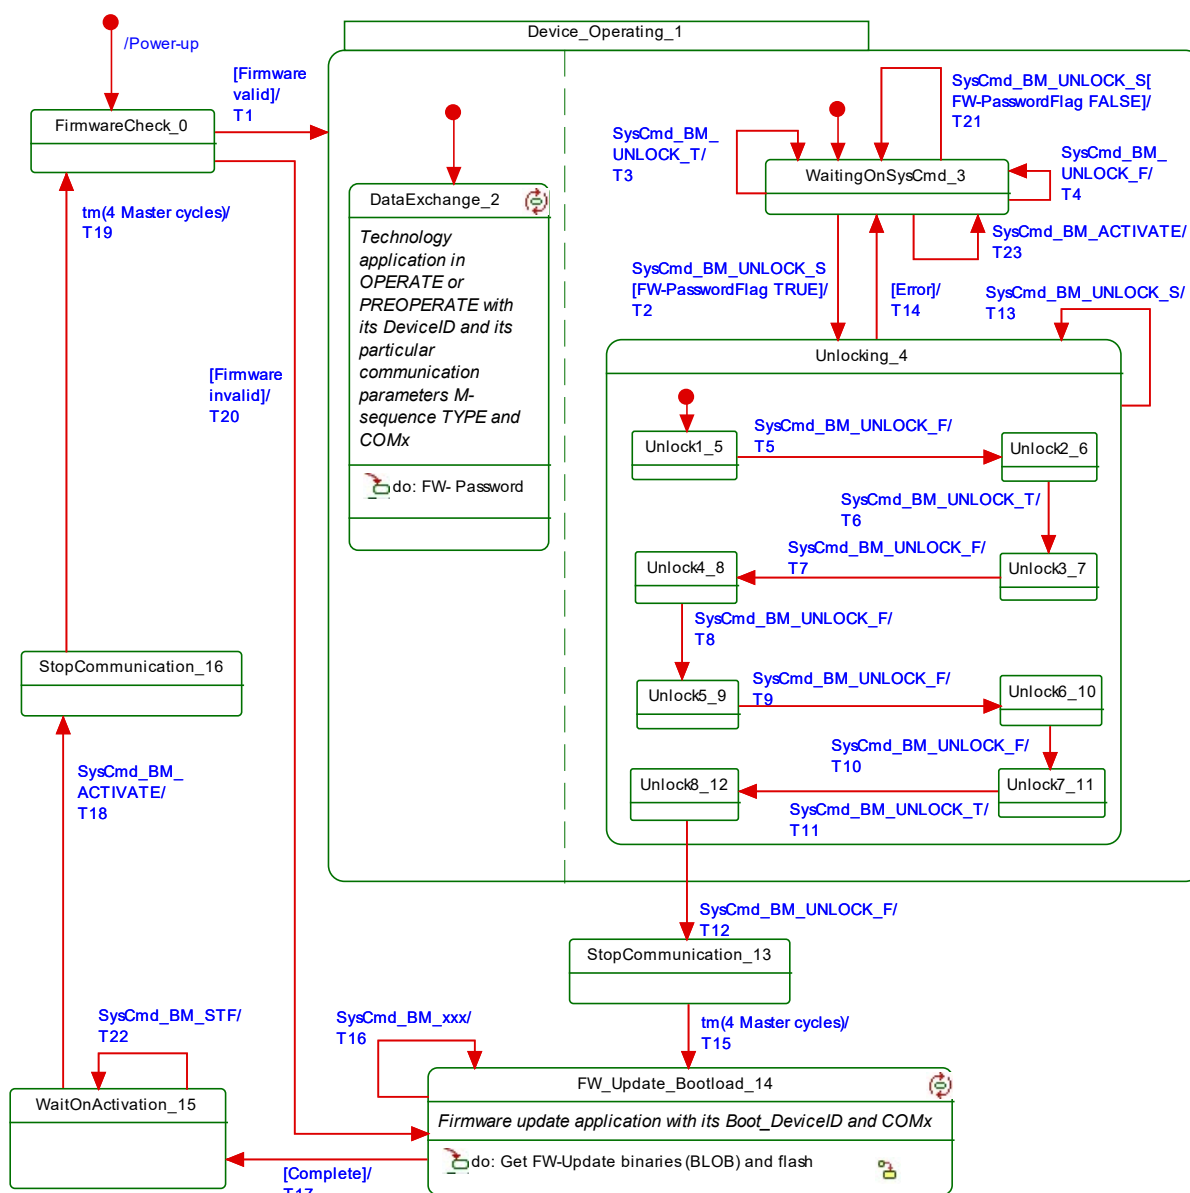 /Power-up
Device_Operating_1
[Firmware
valid]/
T1
FirmwareCheck_0
SysCmd_BM_UNLOCK_S[
FW-PasswordFlag FALSE]/
T21
SysCmd_BM_
UNLOCK_T/
T3
WaitingOnSysCmd_3
SysCmd_BM_
UNLOCK_F/
T4
tm(4 Master cycles)/
T19
DataExchange_2
Technology
application in
OPERATE or
PREOPERATE with
its DeviceID and its
particular
communication
parameters M-
sequence TYPE and
COMx
do: FW- Password
SysCmd_BM_ACTIVATE/
T23
SysCmd_BM_UNLOCK_S
[FW-PasswordFlag TRUE]/
T2
[Error]/
T14
SysCmd_BM_UNLOCK_S/
T13
Unlocking_4
[Firmware
invalid]/
T20
Unlock1_5
SysCmd_BM_UNLOCK_F/
T5
Unlock2_6
SysCmd_BM_UNLOCK_T/
T6
Unlock3_7
SysCmd_BM_UNLOCK_F/
T7
Unlock4_8
SysCmd_BM_UNLOCK_F/
T8
Unlock5_9
SysCmd_BM_UNLOCK_F/
T9
Unlock6_10
SysCmd_BM_UNLOCK_F/
T10
Unlock7_11
SysCmd_BM_UNLOCK_T/
T11
Unlock8_12
StopCommunication_16
SysCmd_BM_
ACTIVATE/
T18
SysCmd_BM_UNLOCK_F/
T12
StopCommunication_13
tm(4 Master cycles)/
T15
SysCmd_BM_STF/
T22
WaitOnActivation_15
SysCmd_BM_xxx/
T16
FW_Update_Bootload_14
Firmware update application with its Boot_DeviceID and COMx
do: Get FW-Update binaries (BLOB) and flash
[Complete]/
T17